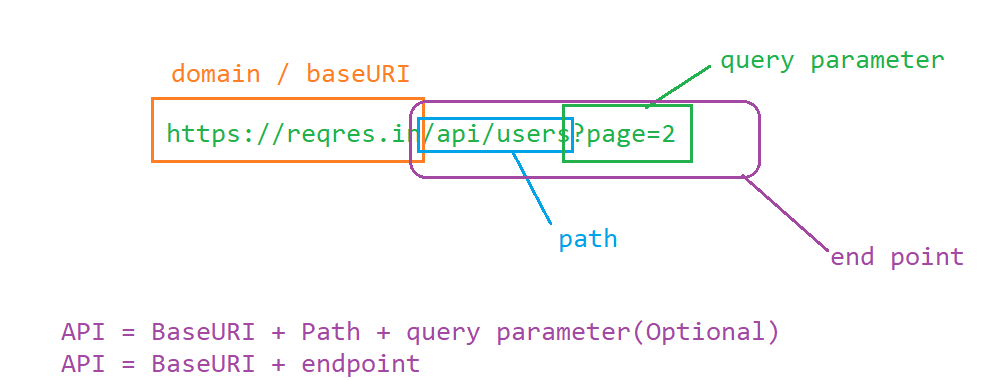 query parameter
domain / baseURI
https://reqres.in/api/users?page=2
path
end point
API = BaseURI + Path + query parameter(Optional)
API = BaseURI + endpoint